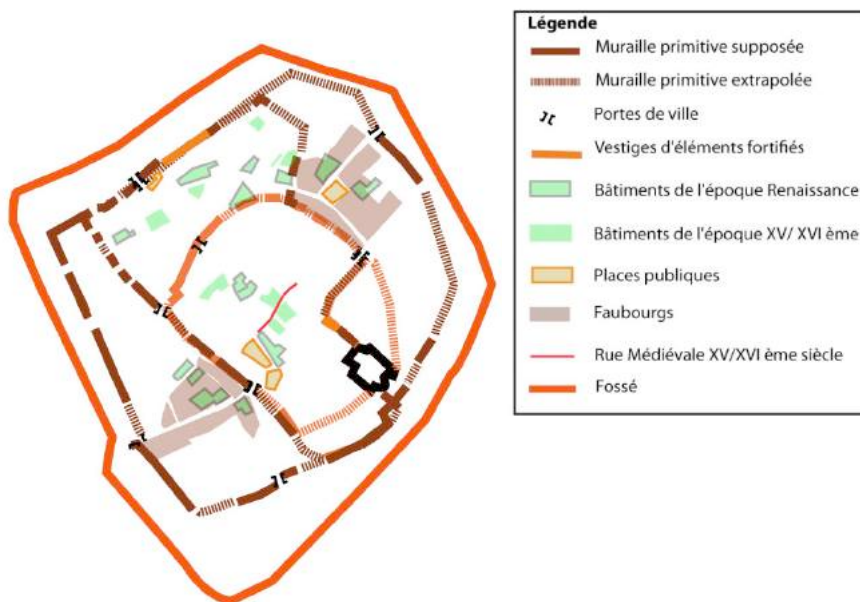 Légende
Muraille primitive supposée
Muraille primitive extrapolée
Portes de ville
Vestiges d'éléments fortifiés
Bâtiments de l'époque Renaissance
Bâtiments de l'époque XV/ XVI ème
Places publiques
Faubourgs
Rue Médiévale XV/XVI ème siècle
Fossé